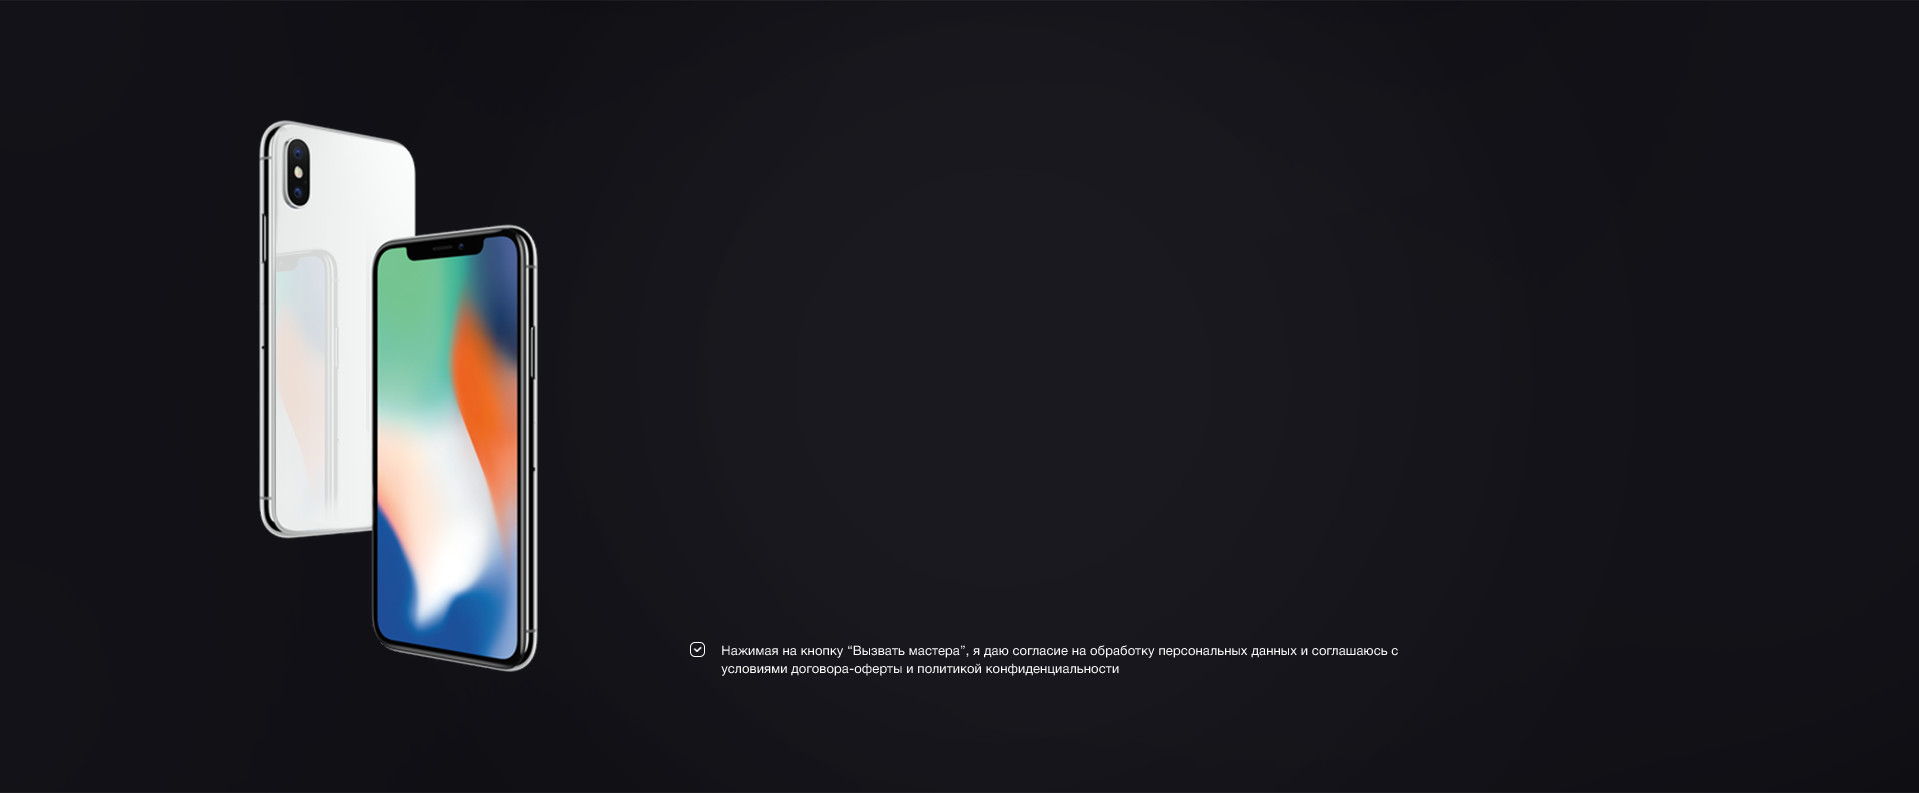 Нажимая на кнопку “Вызвать мастера”, я даю согласие на обработку персональных данных и соглашаюсь с
условиями договора-оферты и политикой конфиденциальности